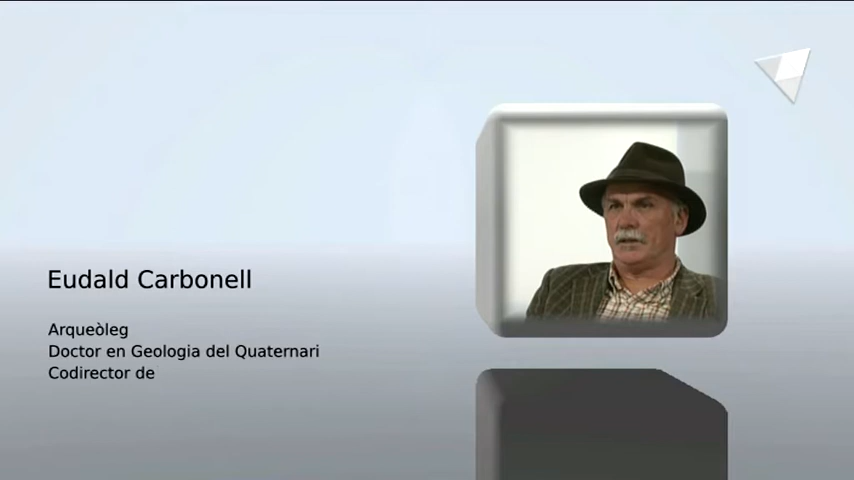 Eudald Carbonell
Arqueòleg
Doctor en Geologia del Quaternari
Codirector de